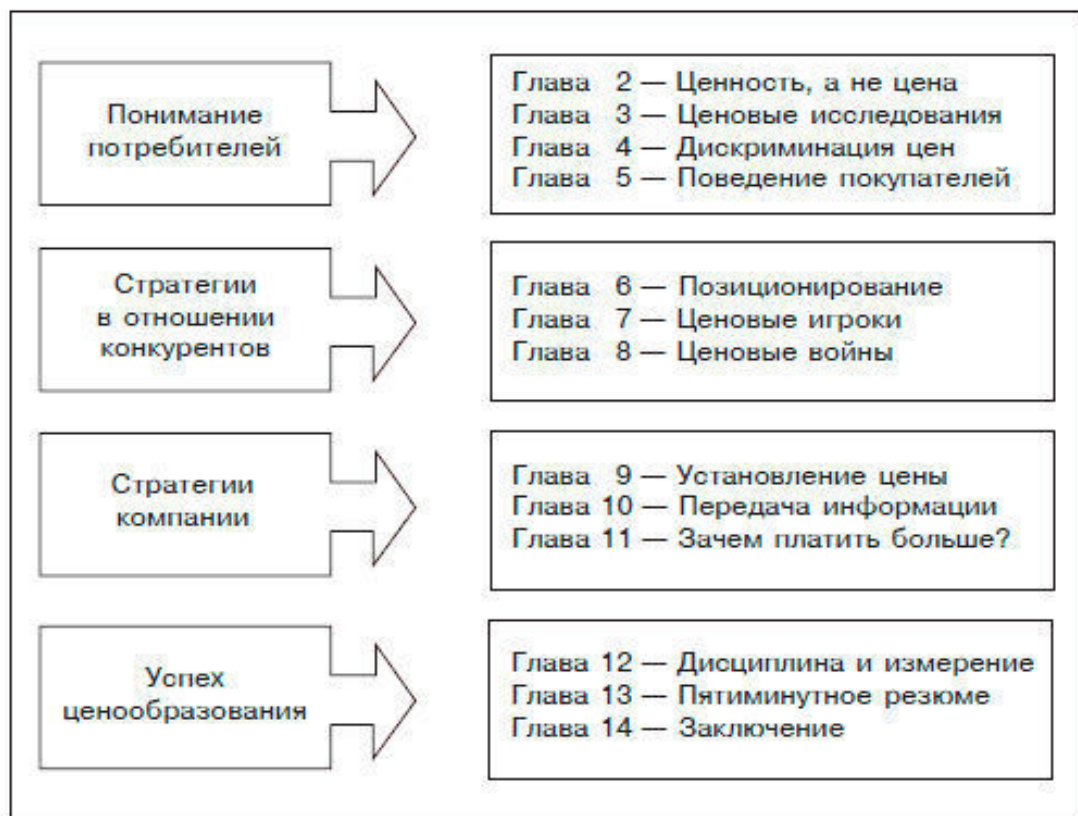 Понимание
потребителей
Глава 2 — Ценность, а не цена
Глава 3 — Ценовые исследования
Глава 4 — Дискриминация цен
Глава 5 — Поведение покупателей
Стратегии
в отношении
конкурентов
Глава 6 — Позиционирование
Глава 7 — Ценовые игроки
Глава 8 — Ценовые войны
Стратегии
компании
Глава 9 — Установление цены
Глава 10 — Передача информации
Глава 11 — Зачем платить больше?
Успех
ценообразования
Глава 12 — Дисциплина и измерение
Глава 13 — Пятиминутное резюме
Глава 14 — Заключение